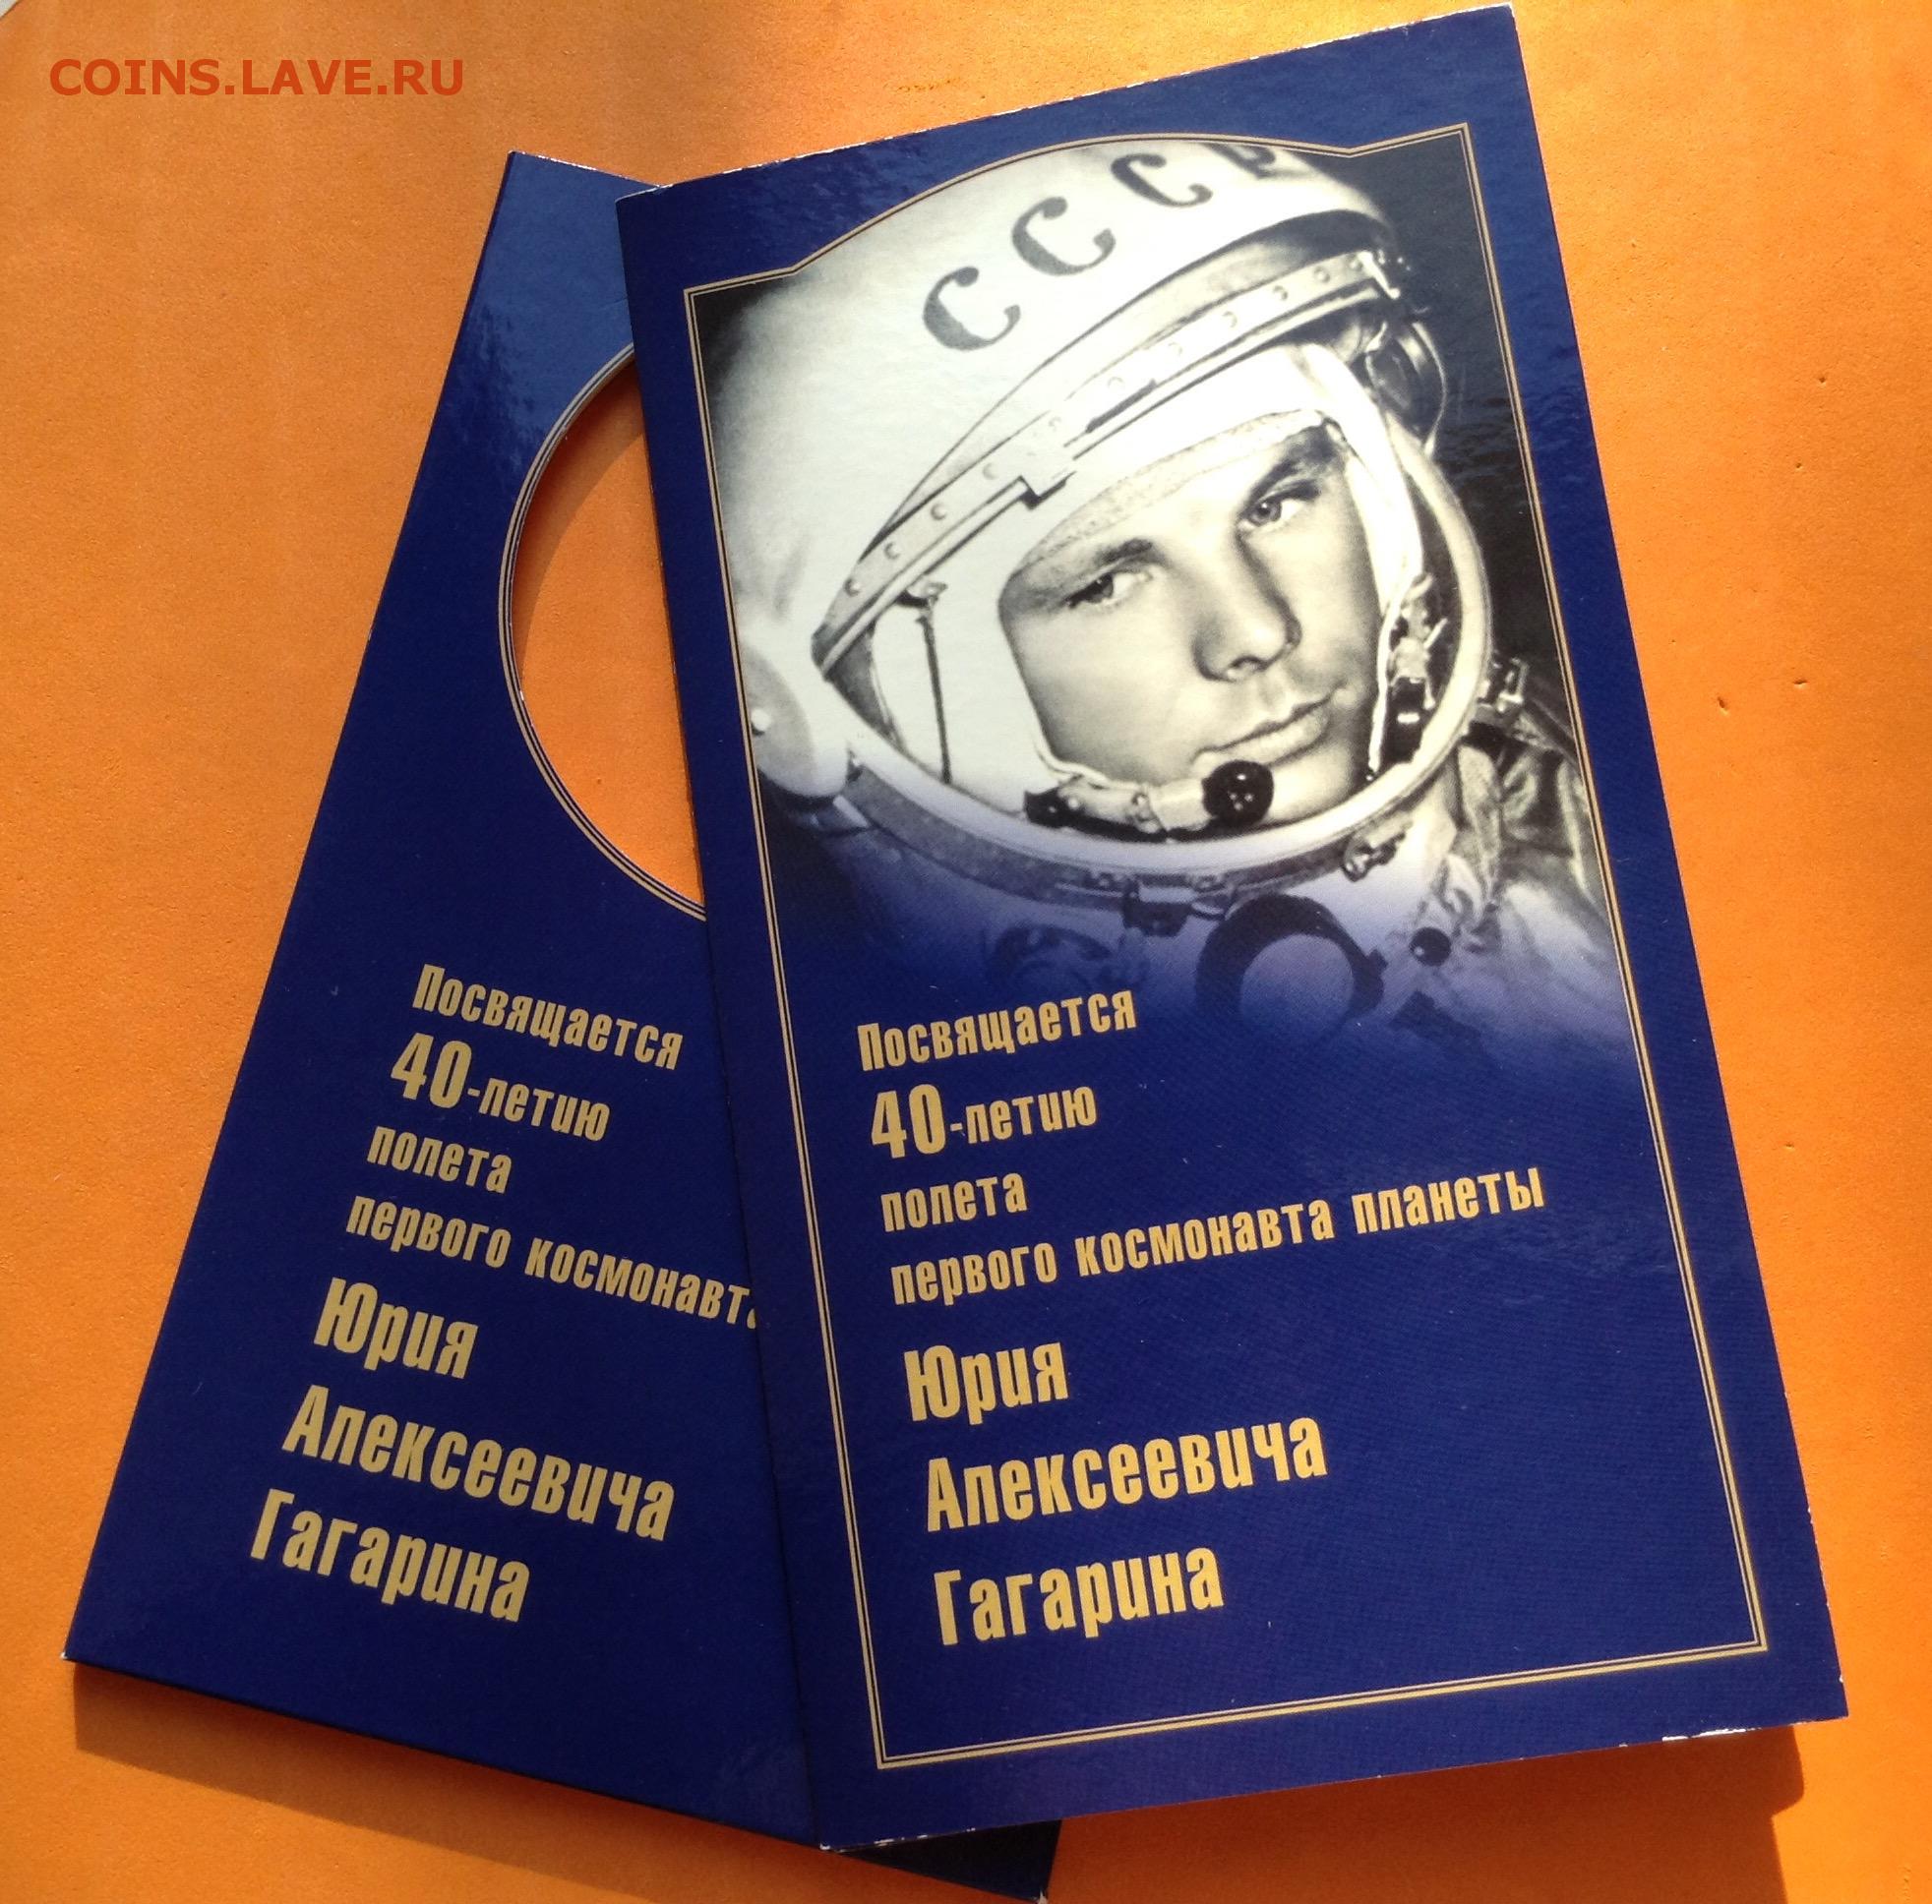 COINS.LAVE.RU
СССР
Посвящается
40-летию
полета
первого космонавта
Юрия
Алексеевича
Гагарина
Посвящается
40-летию
полета
первого космонавта планеты
Юрия
Алексеевича
Гагарина